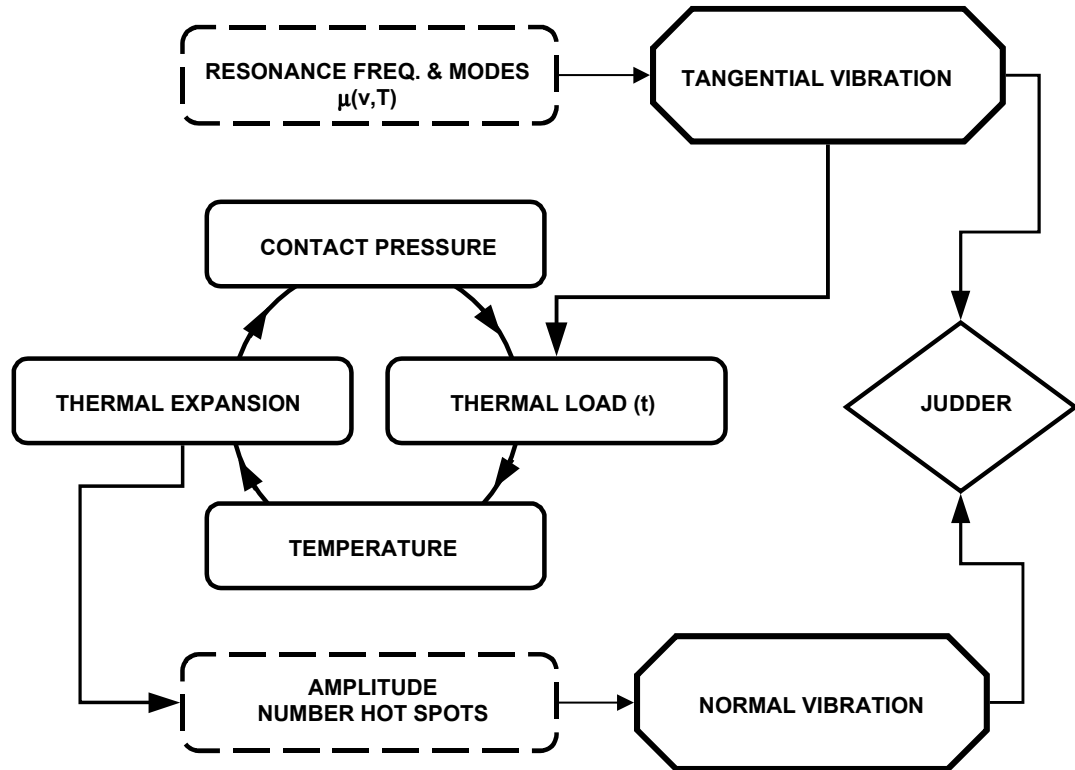 RESONANCE FREQ. & MODES
μ(v,T)
TANGENTIAL VIBRATION
CONTACT PRESSURE
THERMAL EXPANSION
THERMAL LOAD (t)
JUDDER
TEMPERATURE
AMPLITUDE
NUMBER HOT SPOTS
NORMAL VIBRATION